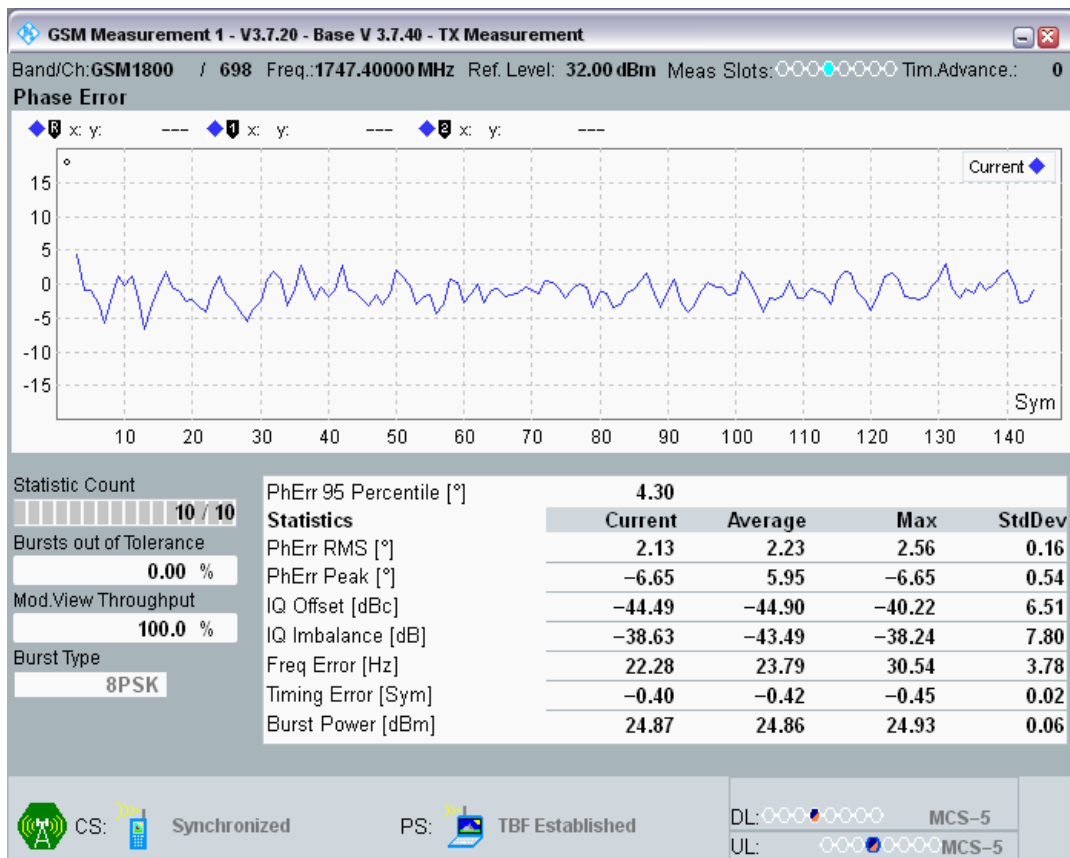 GSM Measurement 1 - V3.7.20 - Base V 3.7.40 - TX Measurement
Band/Ch:GSM1800 / 698 Freq.:1747.40000 MHz Ref. Level: 32.00 dBm Meas Slots: Tim.Advance.: 0
Phase Error
R x: y: --- 1 x: y: --- 2 x: y: ---
°
Current
15
10
5
0
-5
-10
-15
Sym
10 20 30 40 50 60 70 80 90 100 110 120 130 140
Statistic Count
10 / 10
Bursts out of Tolerance
0.00 %
Mod.View Throughput
100.0 %
Burst Type
8PSK
PhErr 95 Percentile [°] 4.30
Statistics Current Average Max StdDev
PhErr RMS [°] 2.13 2.23 2.56 0.16
PhErr Peak [°] −6.65 5.95 −6.65 0.54
IQ Offset [dBc] −44.49 −44.90 −40.22 6.51
IQ Imbalance [dB] −38.63 −43.49 −38.24 7.80
Freq Error [Hz] 22.28 23.79 30.54 3.78
Timing Error [Sym] −0.40 −0.42 −0.45 0.02
Burst Power [dBm] 24.87 24.86 24.93 0.06
CS: Synchronized PS: TBF Established
DL: MCS−5
UL: MCS−5